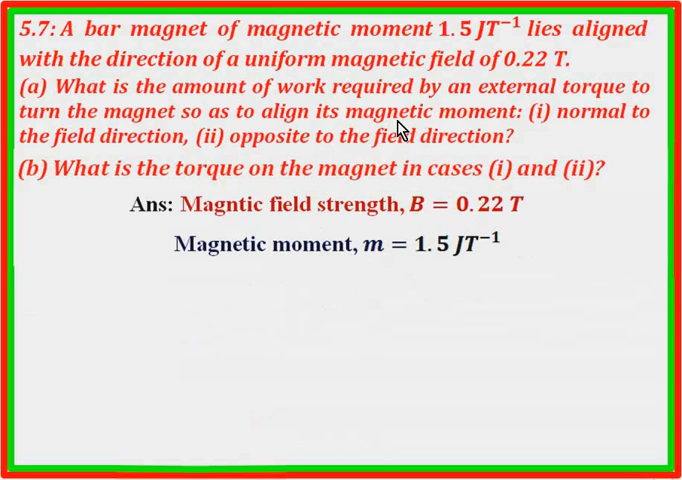 5.7: A bar magnet of magnetic moment 1.5 JT⁻¹ lies aligned
with the direction of a uniform magnetic field of 0.22 T.
(a) What is the amount of work required by an external torque to
turn the magnet so as to align its magnetic moment: (i) normal to
the field direction, (ii) opposite to the field direction?
(b) What is the torque on the magnet in cases (i) and (ii)?
Ans: Magntic field strength, B = 0.22 T
Magnetic moment, m = 1.5 JT⁻¹